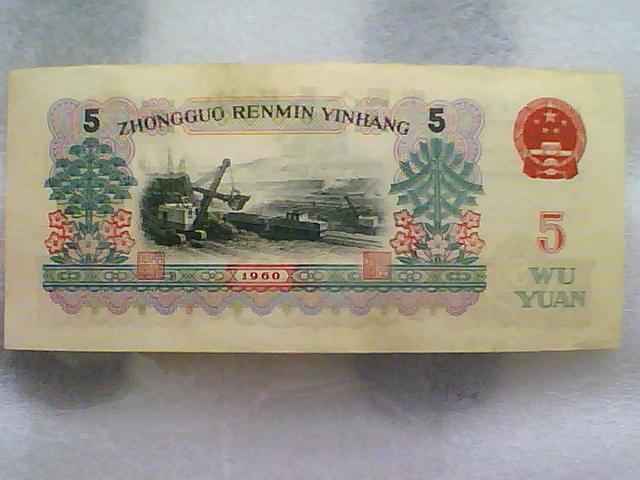 5 ZHONGGUO RENMIN YINHANG 5
1960
5
WU
YUAN